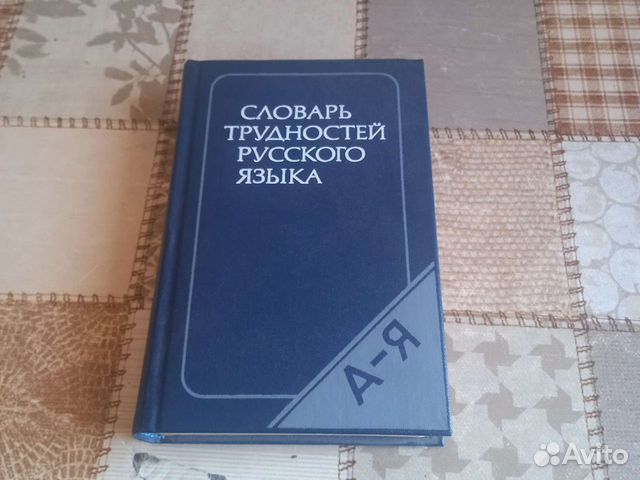 СЛОВАРЬ
ТРУДНОСТЕЙ
РУССКОГО
ЯЗЫКА
А-Я
Avito